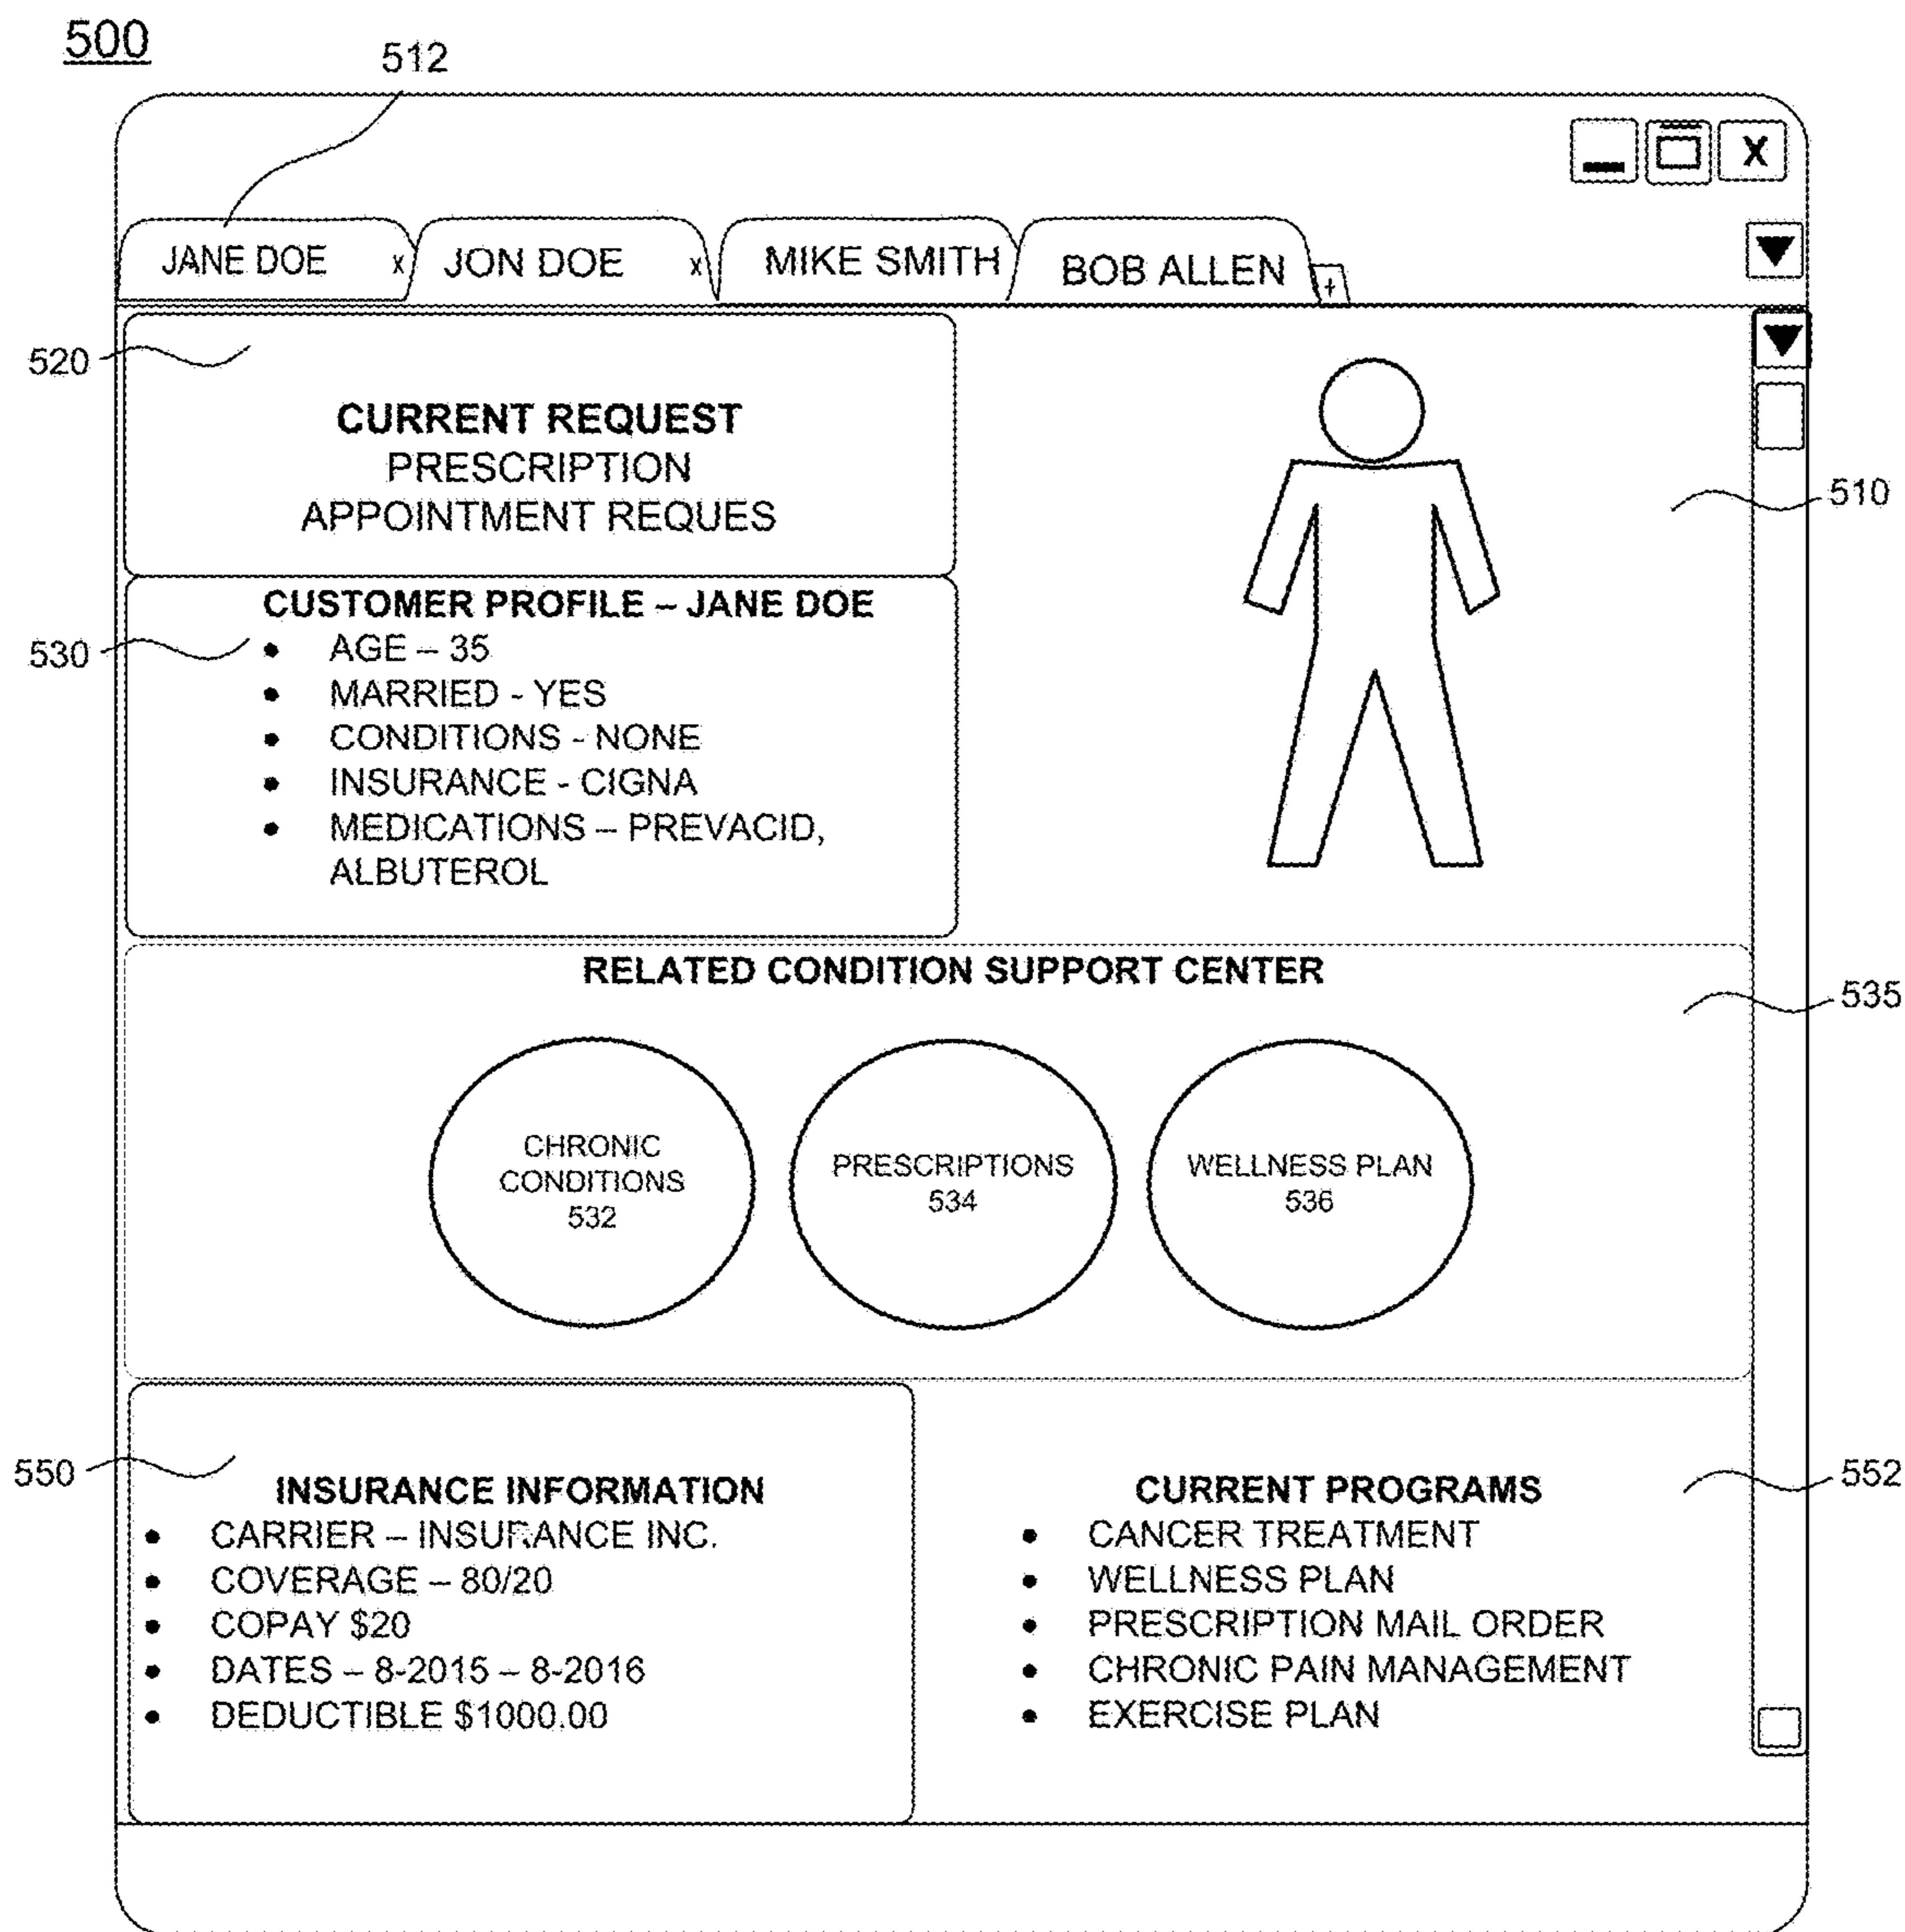 500
512
X
JANE DOE x JON DOE x MIKE SMITH BOB ALLEN +
520
CURRENT REQUEST
PRESCRIPTION
APPOINTMENT REQUES
510
CUSTOMER PROFILE – JANE DOE
530
• AGE – 35
• MARRIED - YES
• CONDITIONS - NONE
• INSURANCE - CIGNA
• MEDICATIONS – PREVACID,
ALBUTEROL
RELATED CONDITION SUPPORT CENTER
535
CHRONIC
CONDITIONS
532
PRESCRIPTIONS
534
WELLNESS PLAN
536
550
INSURANCE INFORMATION
• CARRIER – INSURANCE INC.
• COVERAGE – 80/20
• COPAY $20
• DATES – 8-2015 – 8-2016
• DEDUCTIBLE $1000.00
552
CURRENT PROGRAMS
• CANCER TREATMENT
• WELLNESS PLAN
• PRESCRIPTION MAIL ORDER
• CHRONIC PAIN MANAGEMENT
• EXERCISE PLAN